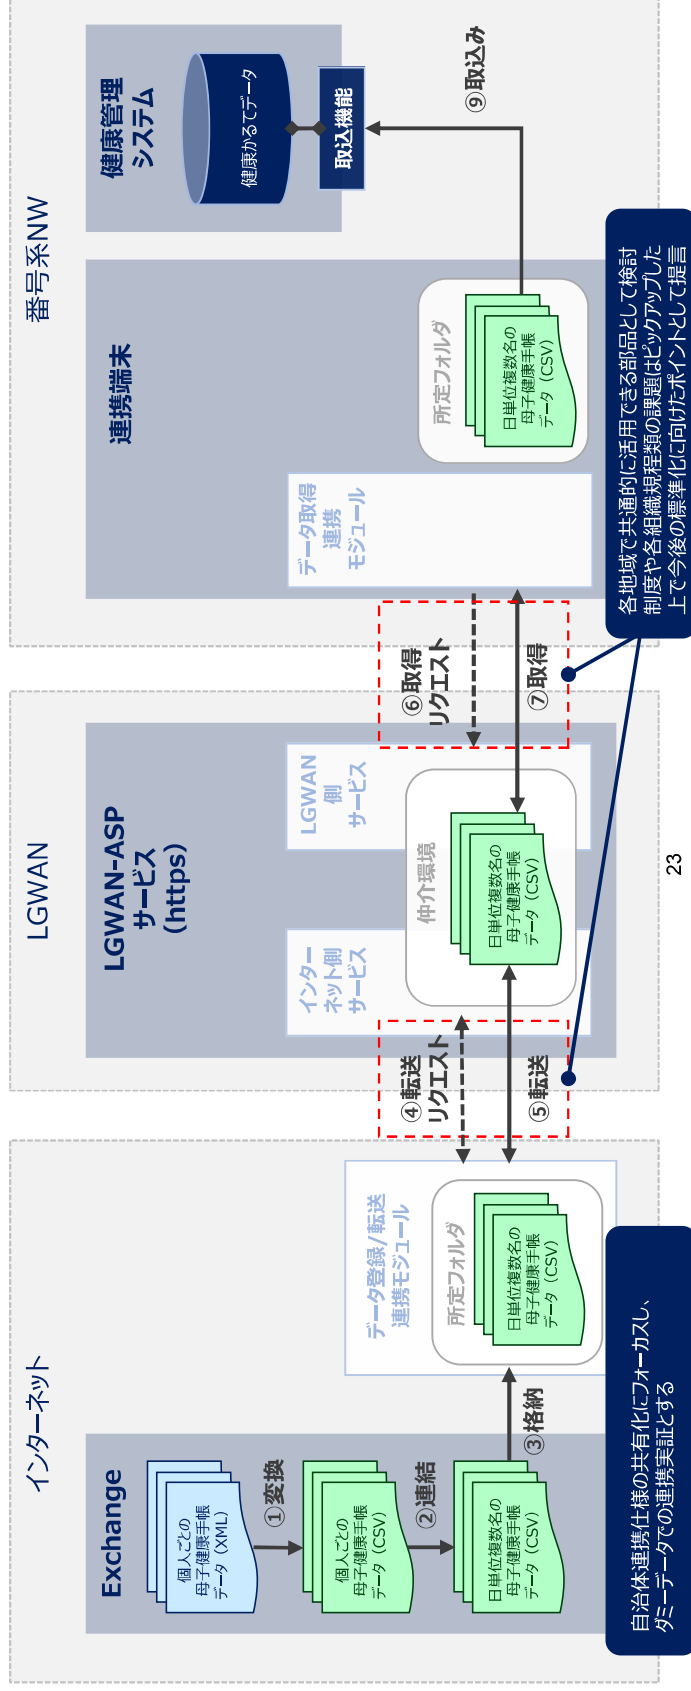 インターネット
Exchange
個人ごとの
母子健康手帳
データ（XML）
①変換
個人ごとの
母子健康手帳
データ（CSV）
②連結
日単位複数名の
母子健康手帳
データ（CSV）
③格納
データ登録/転送
連携モジュール
所定フォルダ
日単位複数名の
母子健康手帳
データ（CSV）
自治体連携仕様の共有化にフォーカスし、
ダミーデータでの連携実証とする
④転送
リクエスト
⑤転送
LGWAN
LGWAN-ASP
サービス
（https）
インター
ネット側
サービス
LGWAN
側
サービス
仲介環境
日単位複数名の
母子健康手帳
データ（CSV）
⑥取得
リクエスト
⑦取得
番号系NW
連携端末
データ取得
連携
モジュール
所定フォルダ
日単位複数名の
母子健康手帳
データ（CSV）
健康管理
システム
健康かるてデータ
取込機能
⑨取込み
各地域で共通的に活用できる部品として検討
制度や各組織規程類の課題はピックアップした
上で今後の標準化に向けたポイントとして提言
23